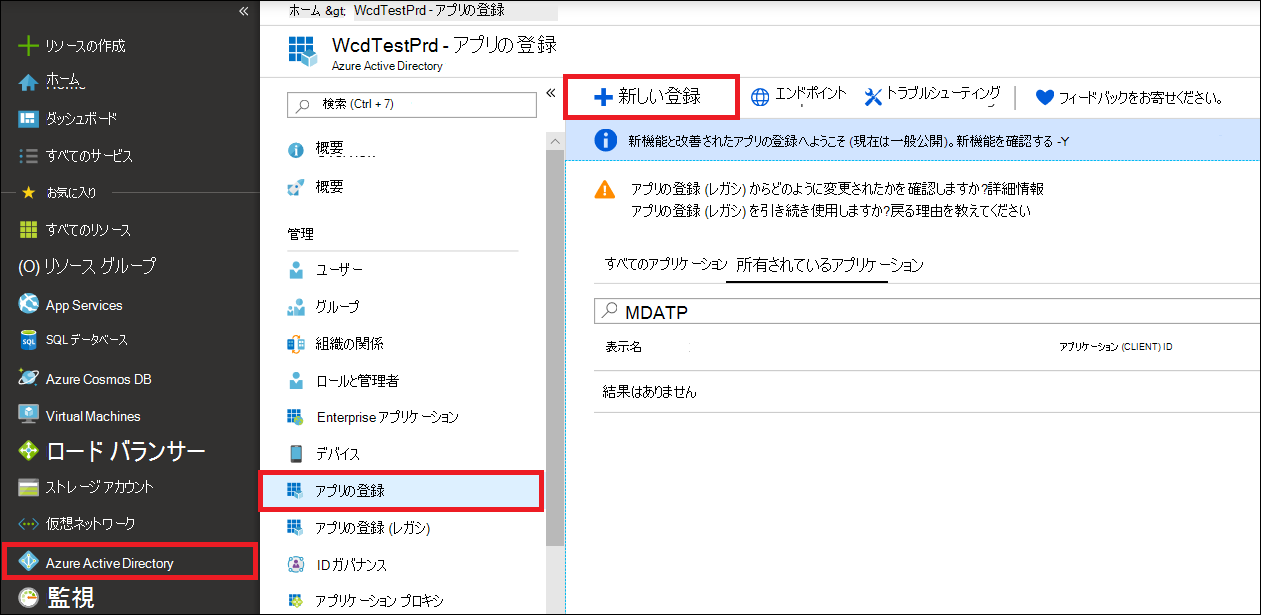 «
リソースの作成
ホーム
ダッシュボード
すべてのサービス
お気に入り
すべてのリソース
(O) リソース グループ
App Services
SQL データベース
Azure Cosmos DB
Virtual Machines
ロード バランサー
ストレージ アカウント
仮想ネットワーク
Azure Active Directory
監視
ホーム &gt; WcdTestPrd - アプリの登録
WcdTestPrd - アプリの登録
Azure Active Directory
検索 (Ctrl + 7)
«
概要
概要
管理
ユーザー
グループ
組織の関係
ロールと管理者
Enterprise アプリケーション
デバイス
アプリの登録
アプリの登録 (レガシ)
ID ガバナンス
アプリケーション プロキシ
新しい登録 エンドポイント トラブルシューティング フィードバックをお寄せください。
新機能と改善されたアプリの登録へようこそ (現在は一般公開)。新機能を確認する -Y
アプリの登録 (レガシ) からどのように変更されたかを確認しますか?詳細情報
アプリの登録 (レガシ) を引き続き使用しますか?戻る理由を教えてください
すべてのアプリケーション 所有されているアプリケーション
MDATP
表示名 アプリケーション (CLIENT) ID
結果はありません